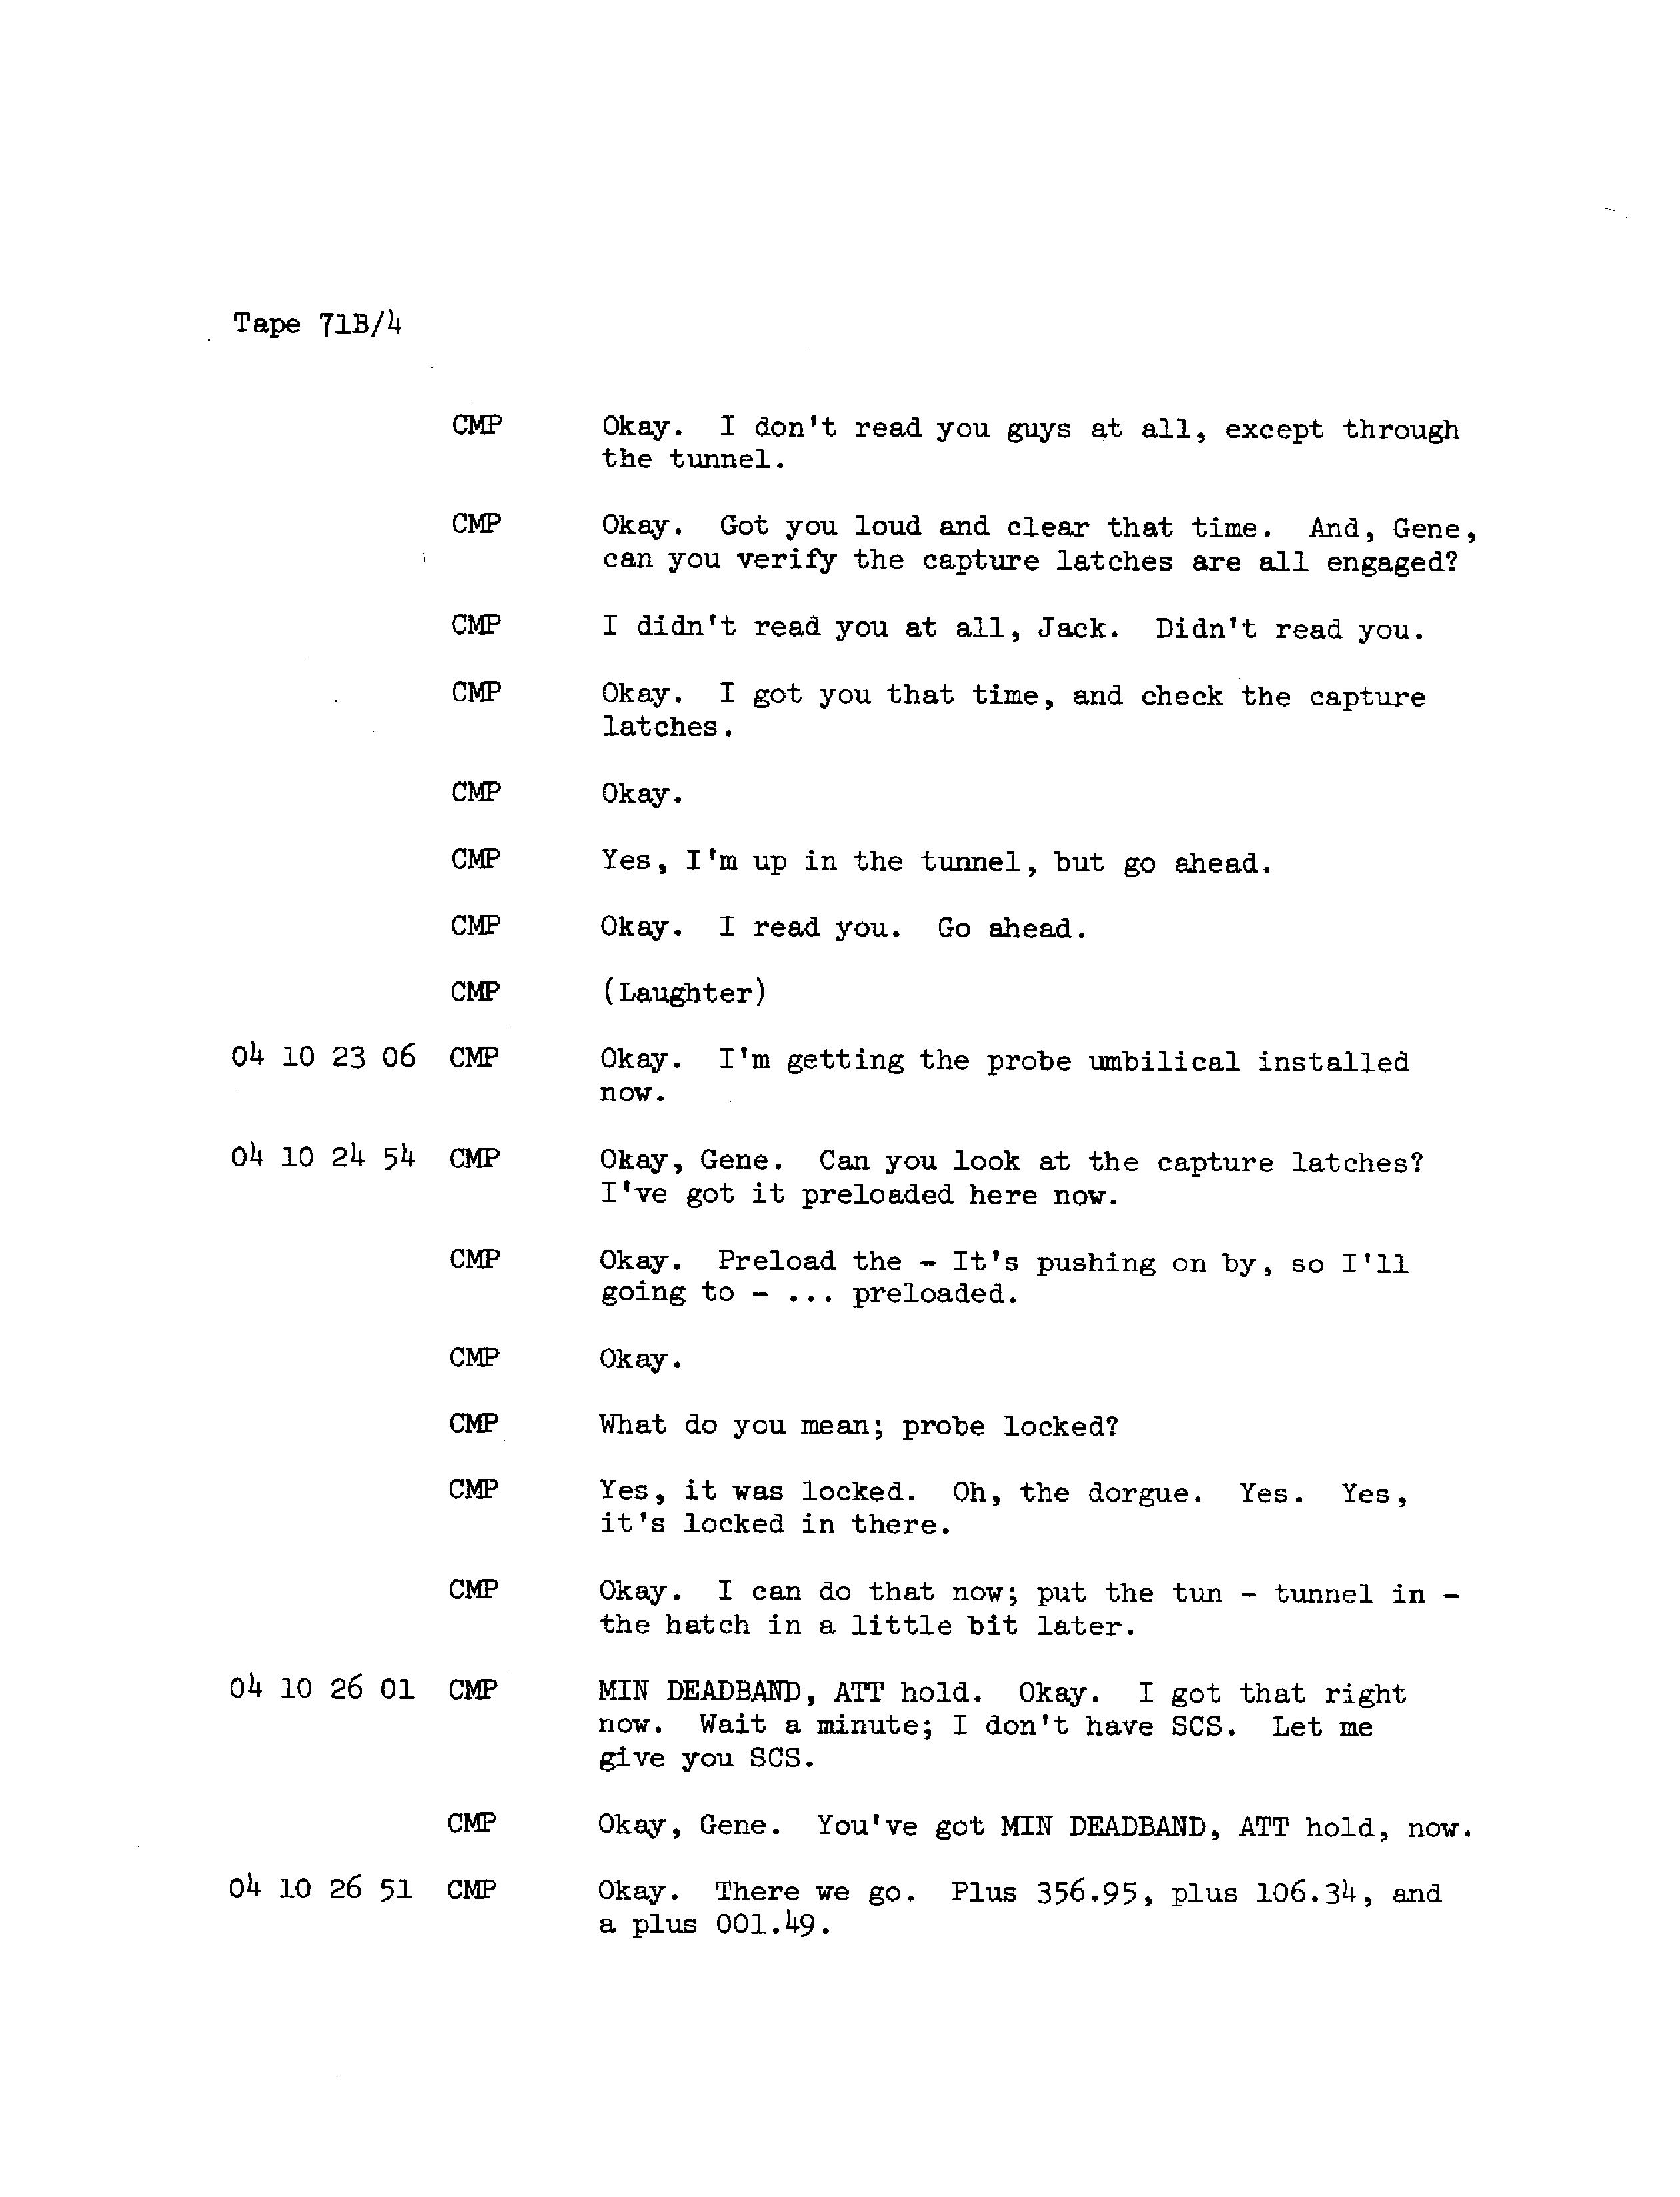 Tape 71B/4
CMP Okay. I don't read you guys at all, except through
the tunnel.
CMP Okay. Got you loud and clear that time. And, Gene,
can you verify the capture latches are all engaged?
CMP I didn't read you at all, Jack. Didn't read you.
CMP Okay. I got you that time, and check the capture
latches.
CMP Okay.
CMP Yes, I'm up in the tunnel, but go ahead.
CMP Okay. I read you. Go ahead.
CMP (Laughter)
04 10 23 06 CMP Okay. I'm getting the probe umbilical installed
now.
04 10 24 54 CMP Okay, Gene. Can you look at the capture latches?
I've got it preloaded here now.
CMP Okay. Preload the - It's pushing on by, so I'll
going to - ... preloaded.
CMP Okay.
CMP What do you mean; probe locked?
CMP Yes, it was locked. Oh, the dorgue. Yes. Yes,
it's locked in there.
CMP Okay. I can do that now; put the tun - tunnel in -
the hatch in a little bit later.
04 10 26 01 CMP MIN DEADBAND, ATT hold. Okay. I got that right
now. Wait a minute; I don't have SCS. Let me
give you SCS.
CMP Okay, Gene. You've got MIN DEADBAND, ATT hold, now.
04 10 26 51 CMP Okay. There we go. Plus 356.95, plus 106.34, and
a plus 001.49.